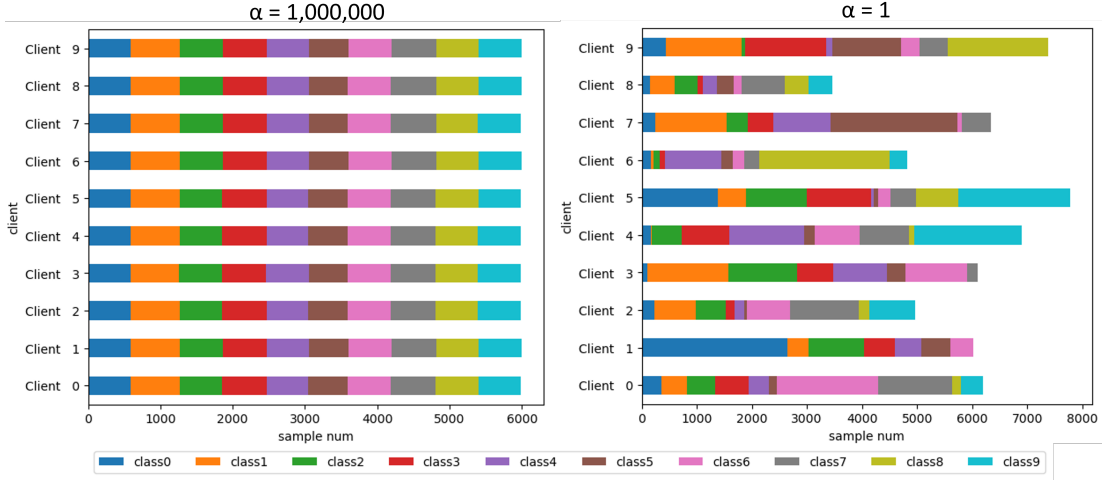 α = 1,000,000
Client 9
Client 8
Client 7
Client 6
Client 5
Client 4
Client 3
Client 2
Client 1
Client 0
client
0 1000 2000 3000 4000 5000 6000
sample num
α = 1
Client 9
Client 8
Client 7
Client 6
Client 5
Client 4
Client 3
Client 2
Client 1
Client 0
client
0 1000 2000 3000 4000 5000 6000 7000 8000
sample num
class0 class1 class2 class3 class4 class5 class6 class7 class8 class9